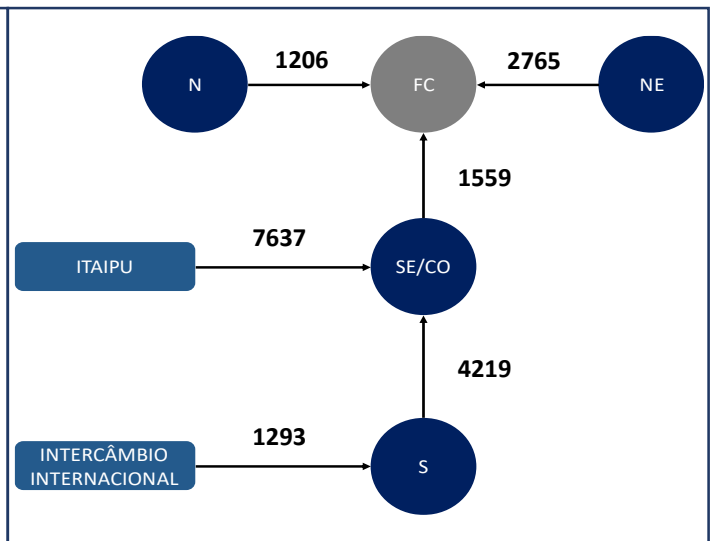 1206
2765
N
FC
NE
1559
7637
ITAIPU
SE/CO
4219
1293
INTERCÂMBIO
INTERNACIONAL
S